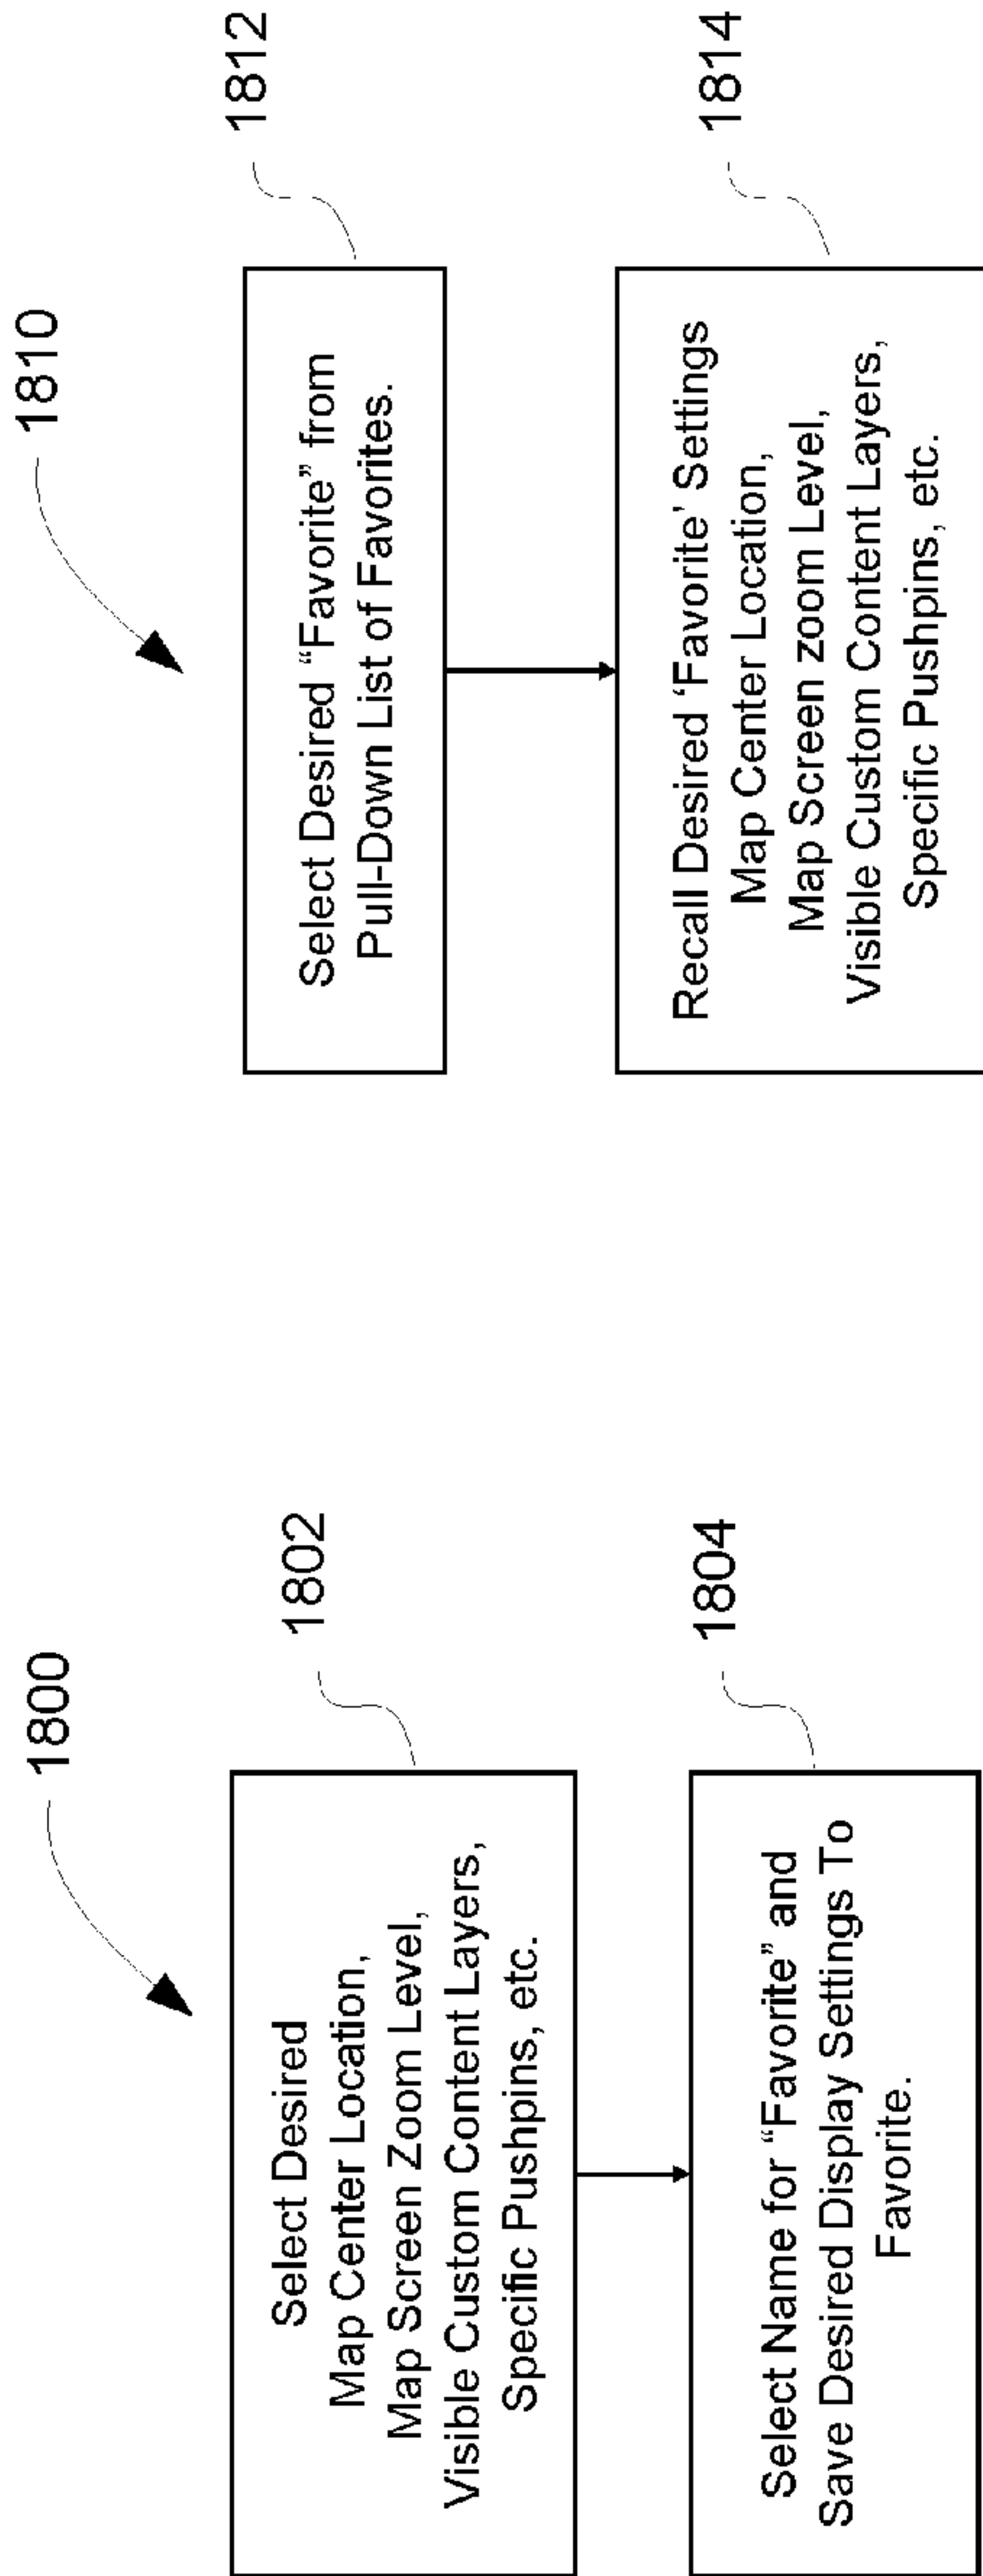 1800
1802
Select Desired
Map Center Location,
Map Screen Zoom Level,
Visible Custom Content Layers,
Specific Pushpins, etc.
1804
Select Name for “Favorite” and
Save Desired Display Settings To
Favorite.
1810
1812
Select Desired “Favorite” from
Pull-Down List of Favorites.
1814
Recall Desired ‘Favorite’ Settings
Map Center Location,
Map Screen zoom Level,
Visible Custom Content Layers,
Specific Pushpins, etc.